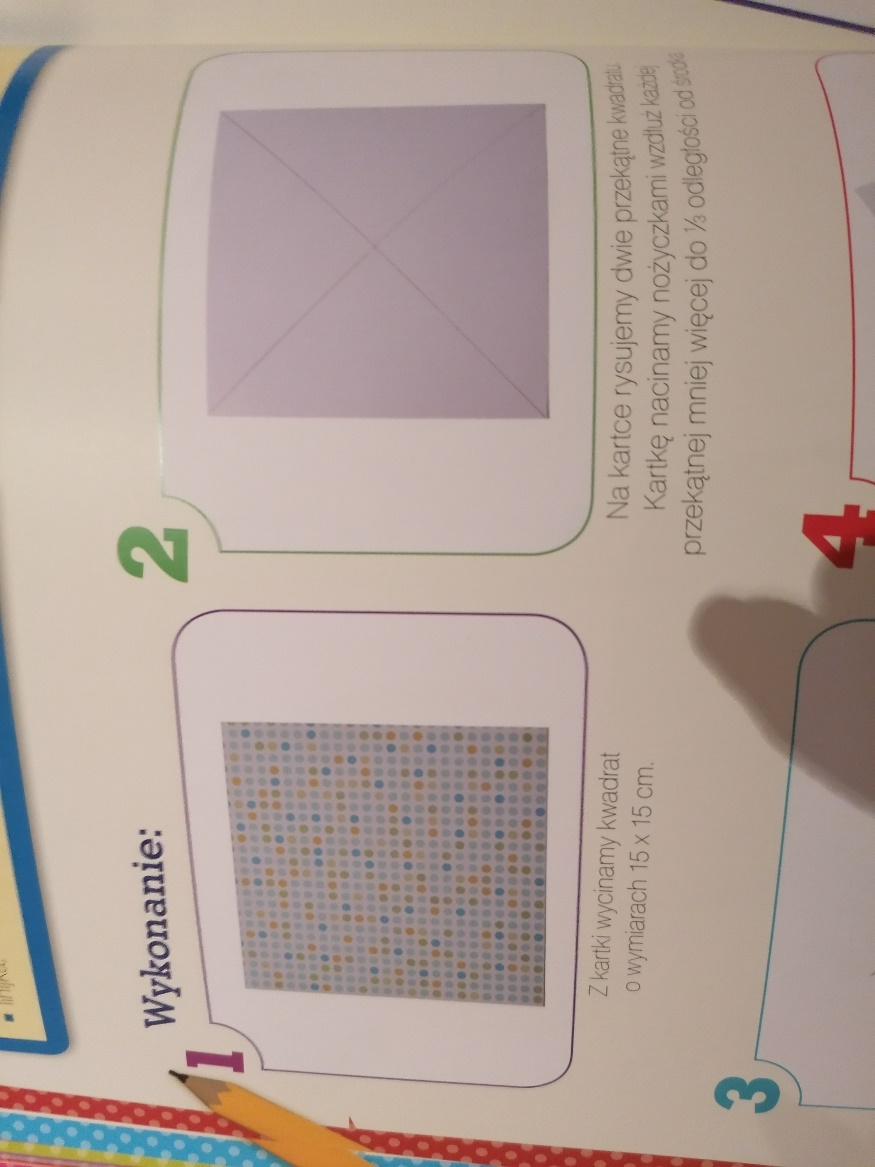 Wykonanie:
1
Z kartki wycinamy kwadrat
o wymiarach 15 x 15 cm.
2
Na kartce rysujemy dwie przekątne kwadratu.
Kartkę nacinamy nożyczkami wzdłuż każdej
przekątnej mniej więcej do ⅓ odległości od środka
3
4